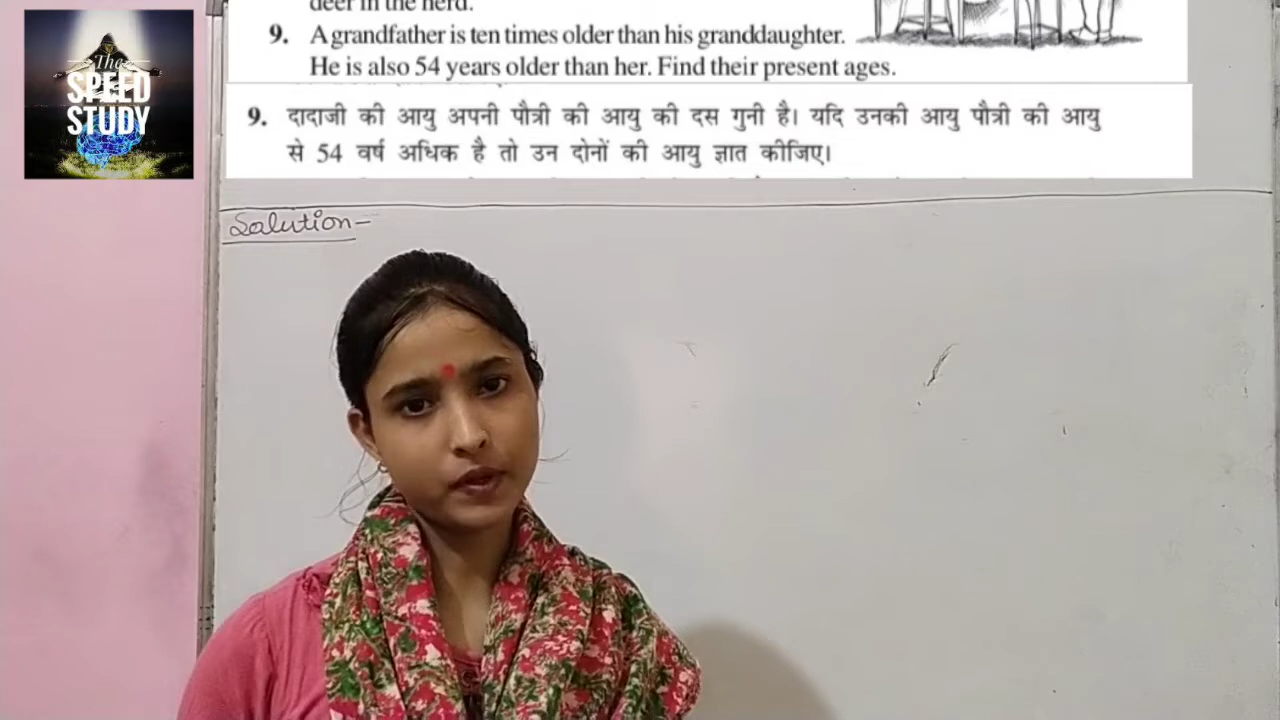 The
SPEED
STUDY
deer in the herd.
9. A grandfather is ten times older than his granddaughter.
He is also 54 years older than her. Find their present ages.
9. दादाजी की आयु अपनी पौत्री की आयु की दस गुनी है। यदि उनकी आयु पौत्री की आयु
से 54 वर्ष अधिक है तो उन दोनों की आयु ज्ञात कीजिए।
Solution-